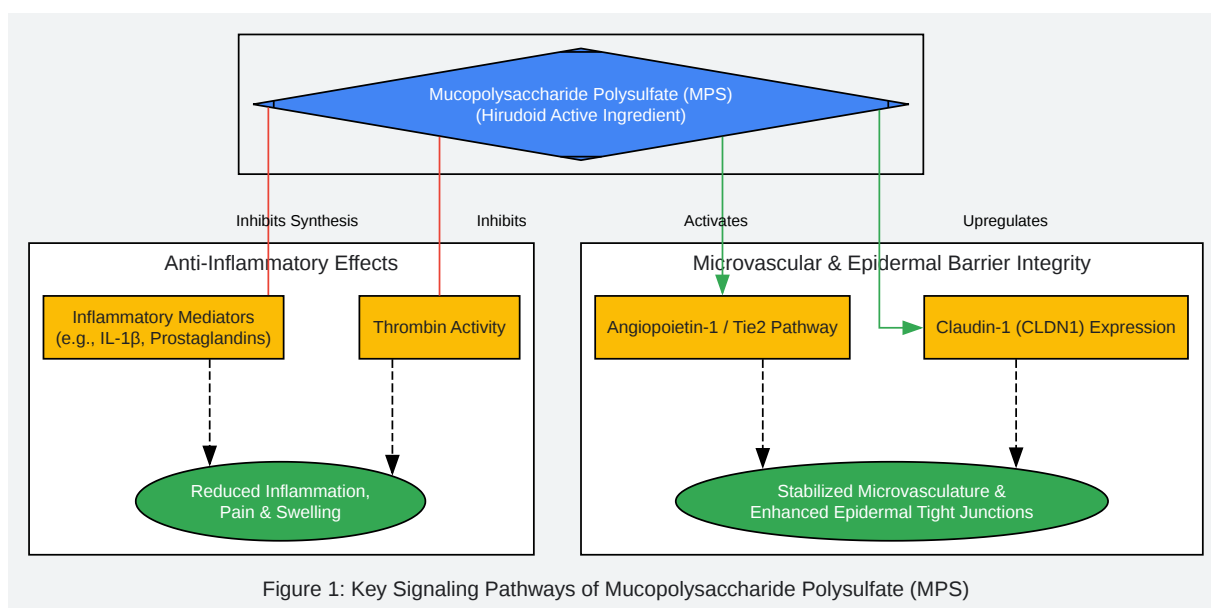 Mucopolysaccharide Polysulfate (MPS)
(Hirudoid Active Ingredient)
Inhibits Synthesis
Inhibits
Activates
Upregulates
Anti-Inflammatory Effects
Microvascular & Epidermal Barrier Integrity
Inflammatory Mediators
(e.g., IL-1β, Prostaglandins)
Thrombin Activity
Angiopoietin-1 / Tie2 Pathway
Claudin-1 (CLDN1) Expression
Reduced Inflammation,
Pain & Swelling
Stabilized Microvasculature &
Enhanced Epidermal Tight Junctions
Figure 1: Key Signaling Pathways of Mucopolysaccharide Polysulfate (MPS)